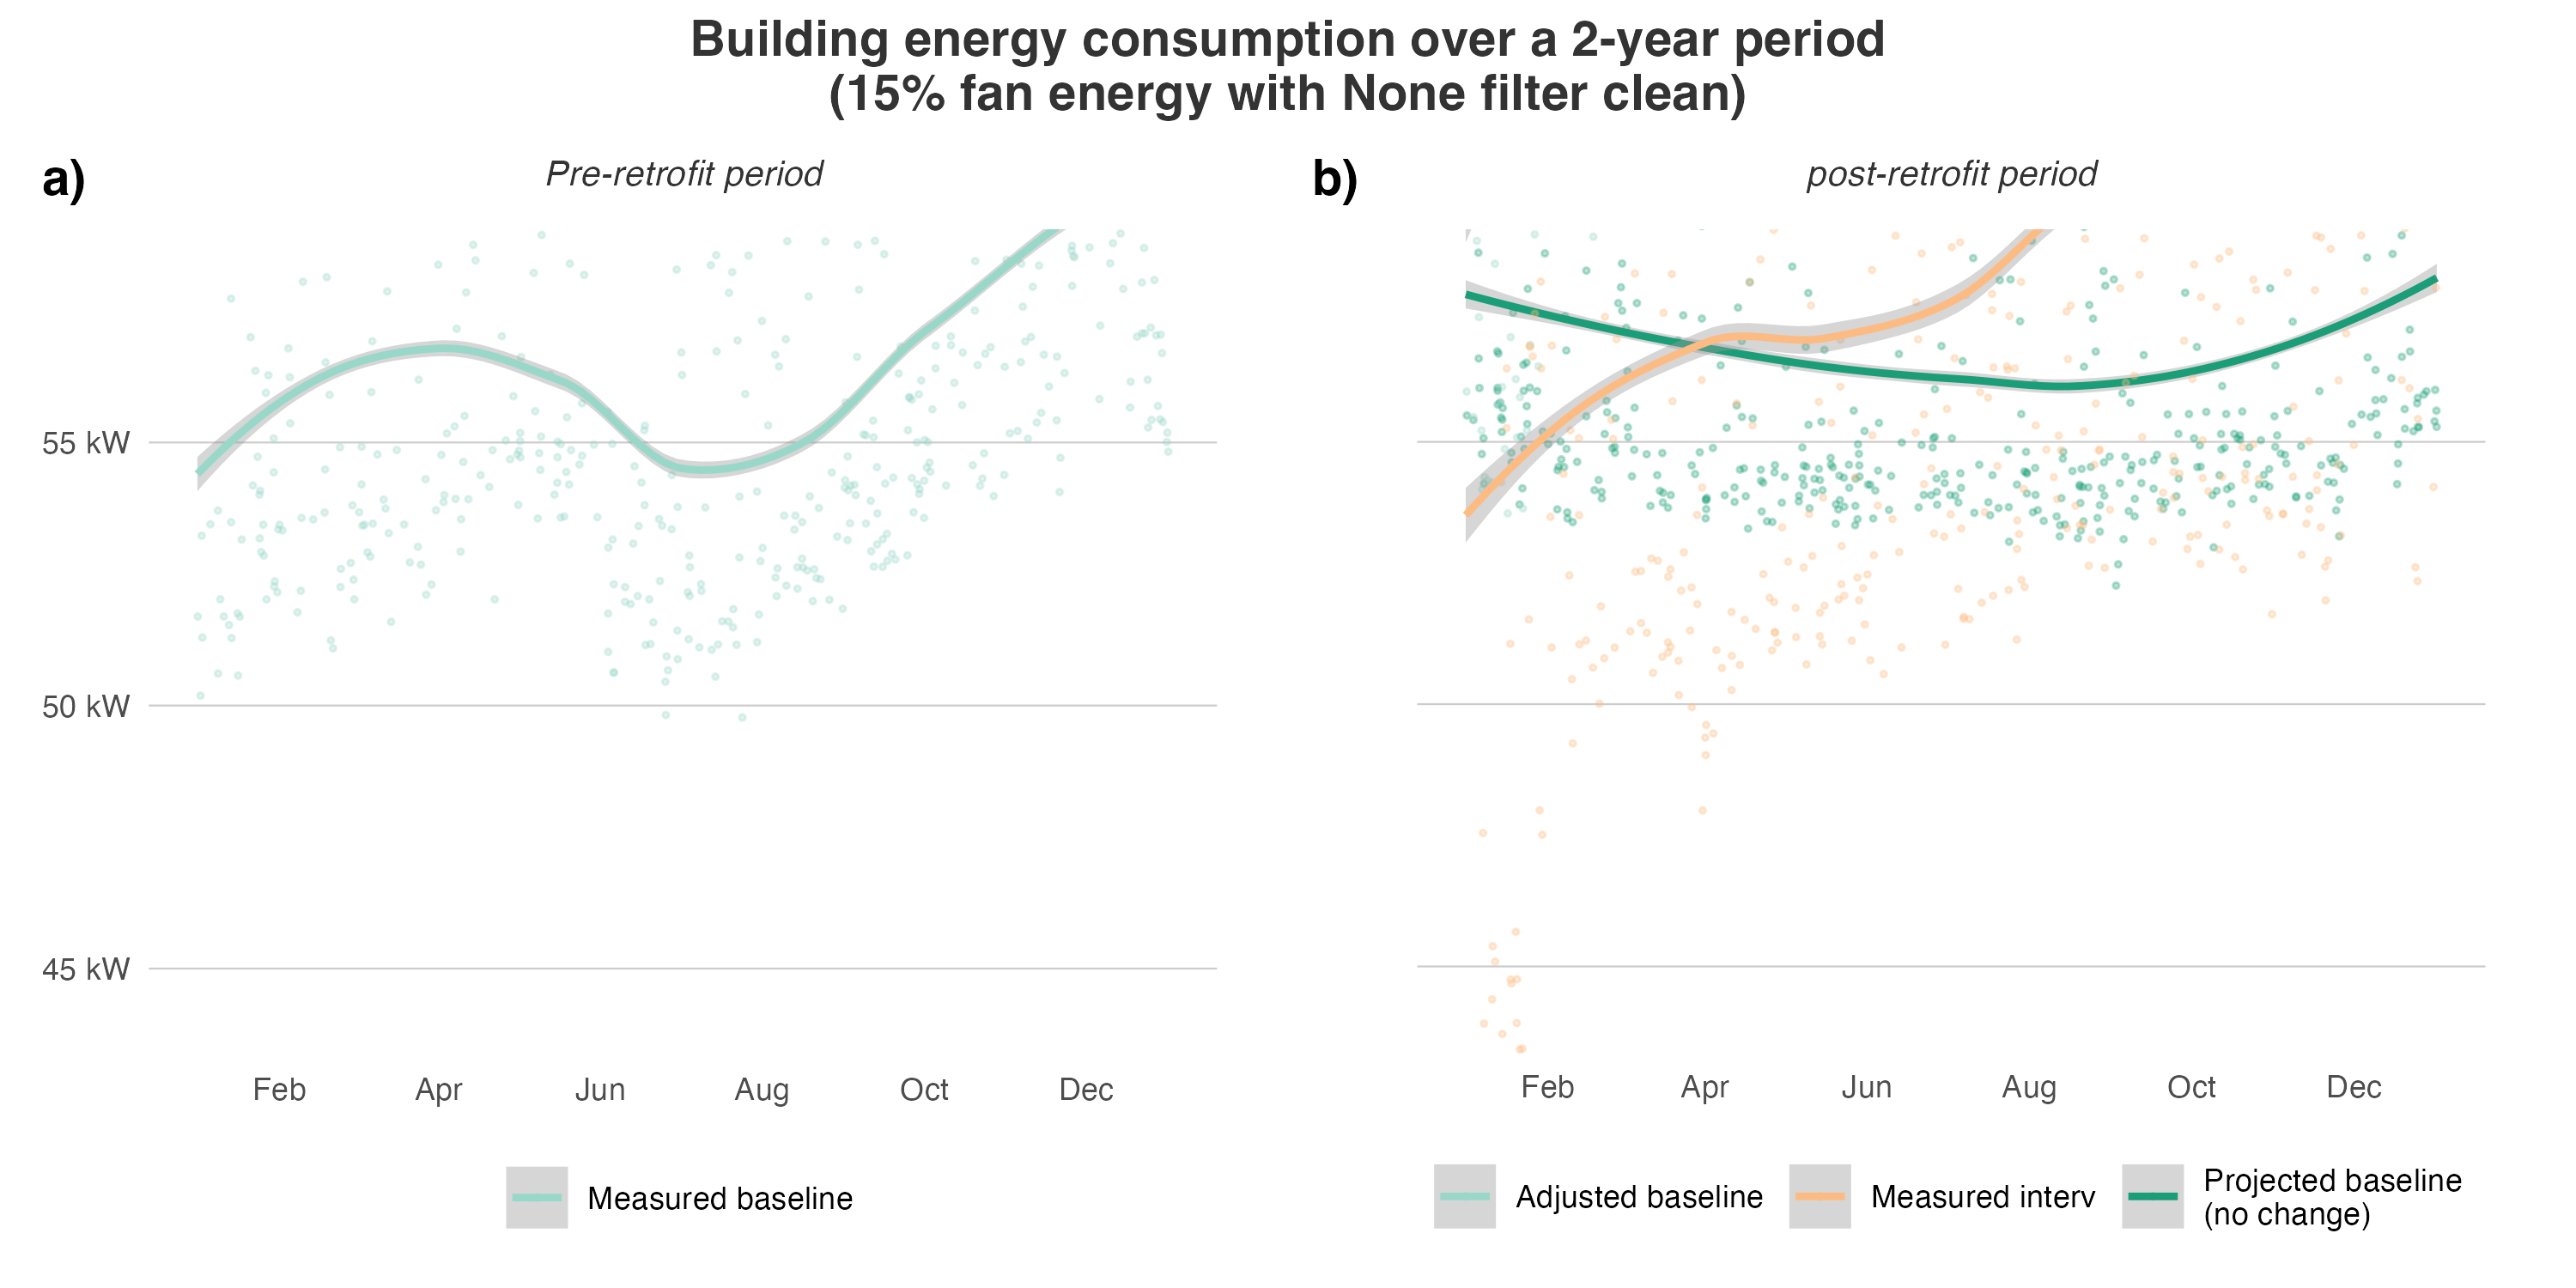 Building energy consumption over a 2-year period
(15% fan energy with None filter clean)
a)
Pre-retrofit period
55 kW
50 kW
45 kW
Feb Apr Jun Aug Oct Dec
Measured baseline
b)
post-retrofit period
Feb Apr Jun Aug Oct Dec
Adjusted baseline
Measured interv
Projected baseline
(no change)